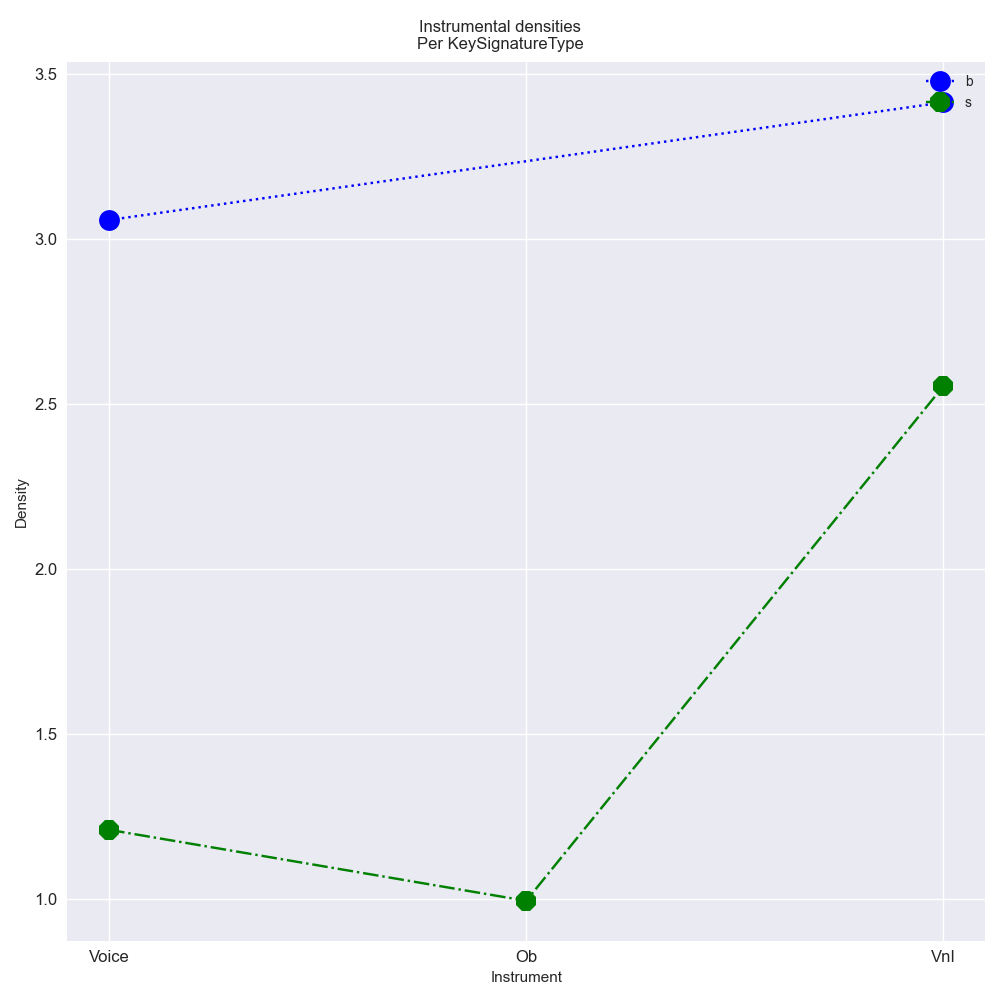 Instrumental densities
Per KeySignatureType
3.5
3.0
2.5
2.0
1.5
1.0
Density
b
s
Voice
Ob
VnI
Instrument